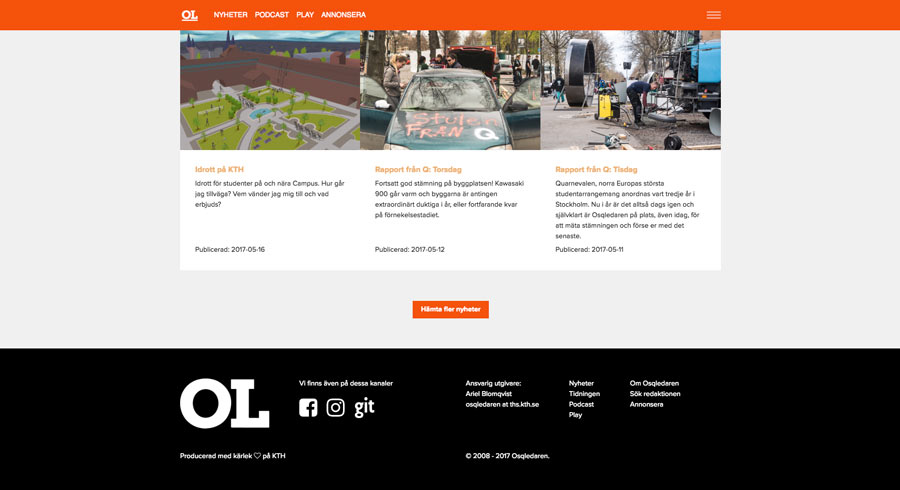 OL NYHETER PODCAST PLAY ANNONSERA
Stulen
FRÅN Q
Idrott på KTH
Idrott för studenter på och nära Campus. Hur går
jag tillväga? Vem vänder jag mig till och vad
erbjuds?
Publicerad: 2017-05-16
Rapport från Q: Torsdag
Fortsatt god stämning på byggplatsen! Kawasaki
900 går varm och byggarna är antingen
extraordinärt duktiga i år, eller fortfarande kvar
på förnekelsestadiet.
Publicerad: 2017-05-12
Rapport från Q: Tisdag
Quarnevalen, norra Europas största
studentarrangemang anordnas vart tredje år i
Stockholm. Nu i år är det alltså dags igen och
självklart är Osqledaren på plats, även idag, för
att mäta stämningen och förse er med det
senaste.
Publicerad: 2017-05-11
Hämta fler nyheter
OL
Producerad med kärlek ♡ på KTH
Vi finns även på dessa kanaler
git
Ansvarig utgivare:
Ariel Blomqvist
osqledaren at ths.kth.se
Nyheter
Tidningen
Podcast
Play
Om Osqledaren
Sök redaktionen
Annonsera
© 2008 - 2017 Osqledaren.